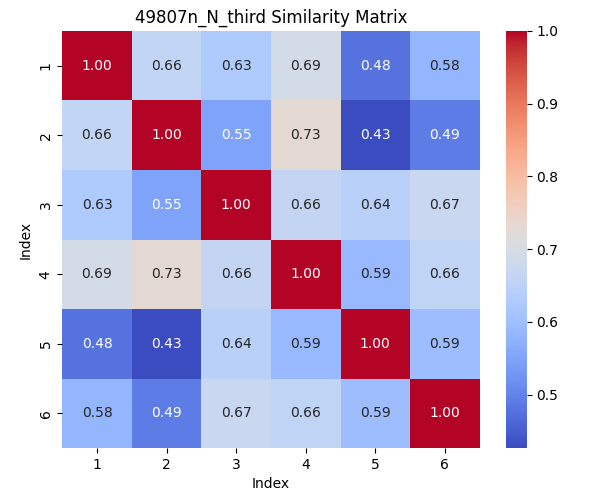 49807n_N_third Similarity Matrix
1 1.00 0.66 0.63 0.69 0.48 0.58
2 0.66 1.00 0.55 0.73 0.43 0.49
3 0.63 0.55 1.00 0.66 0.64 0.67
4 0.69 0.73 0.66 1.00 0.59 0.66
5 0.48 0.43 0.64 0.59 1.00 0.59
6 0.58 0.49 0.67 0.66 0.59 1.00
1 2 3 4 5 6
Index
Index
1.0
0.9
0.8
0.7
0.6
0.5